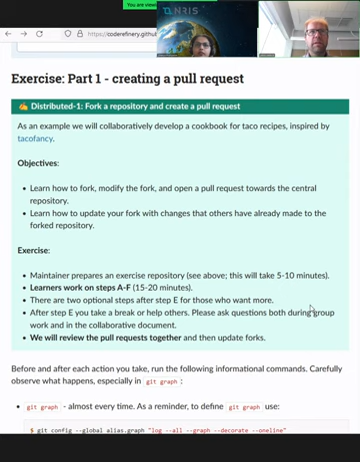 You are view
NRIS
https://coderefinery.githu
Exercise: Part 1 - creating a pull request
Distributed-1: Fork a repository and create a pull request
As an example we will collaboratively develop a cookbook for taco recipes, inspired by
tacofancy.
Objectives:
• Learn how to fork, modify the fork, and open a pull request towards the central
repository.
• Learn how to update your fork with changes that others have already made to the
forked repository.
Exercise:
• Maintainer prepares an exercise repository (see above; this will take 5-10 minutes).
• Learners work on steps A-F (15-20 minutes).
• There are two optional steps after step E for those who want more.
• After step E you take a break or help others. Please ask questions both during group
work and in the collaborative document.
• We will review the pull requests together and then update forks.
Before and after each action you take, run the following informational commands. Carefully
observe what happens, especially in git graph :
• git graph - almost every time. As a reminder, to define git graph use:
$ git config --global alias.graph "log --all --graph --decorate --oneline"